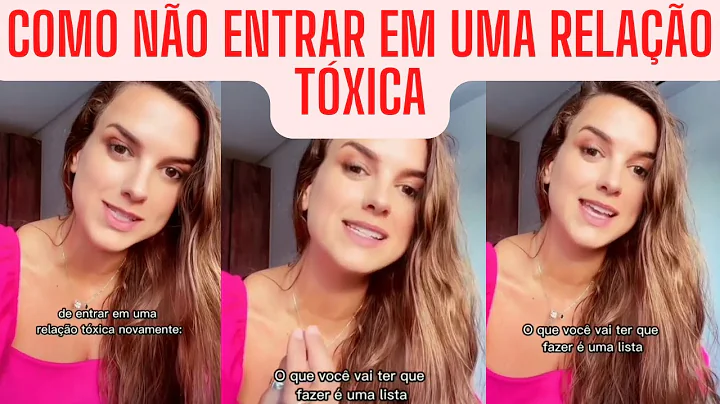 COMO NÃO ENTRAR EM UMA RELAÇÃO
TÓXICA
de entrar em uma
relação tóxica novamente:
O que você vai ter que
fazer é uma lista
O que você vai ter que
fazer é uma lista